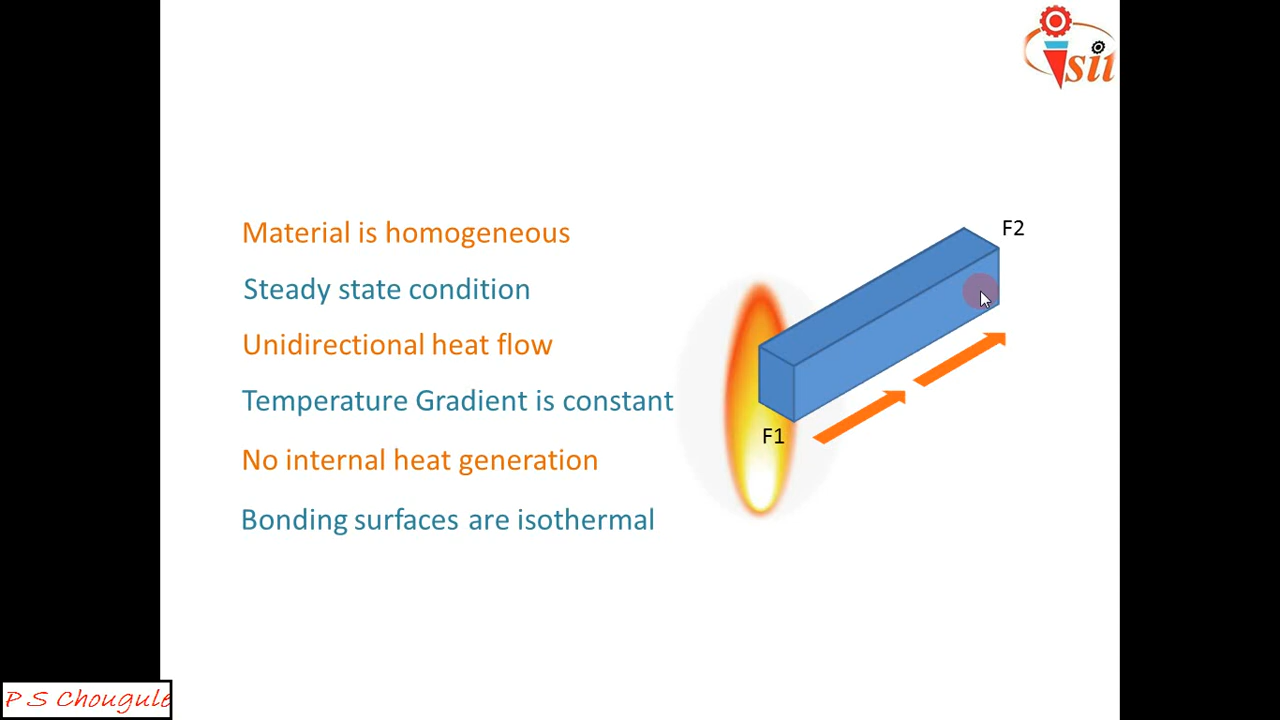 sii
Material is homogeneous
F2
Steady state condition
Unidirectional heat flow
Temperature Gradient is constant
F1
No internal heat generation
Bonding surfaces are isothermal
P S Chougule